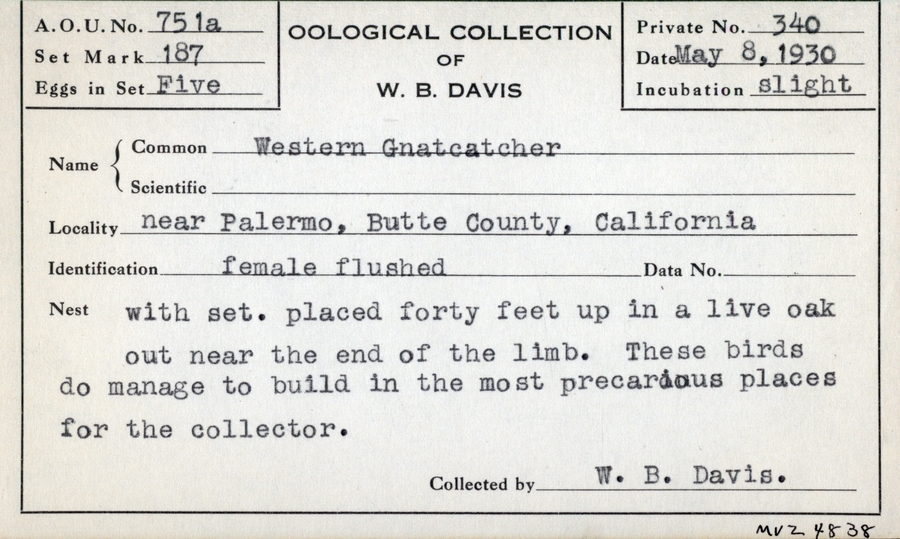 A.O.U. No. 751a
Set Mark 187
Eggs in Set Five
OOLOGICAL COLLECTION
OF
W. B. DAVIS
Private No. 340
Date May 8, 1930
Incubation slight
Name
Common Western Gnatcatcher
Scientific
Locality near Palermo, Butte County, California
Identification female flushed Data No.
Nest with set. placed forty feet up in a live oak
out near the end of the limb. These birds
do manage to build in the most precarious places
for the collector.
Collected by W. B. Davis.
MVZ 4838